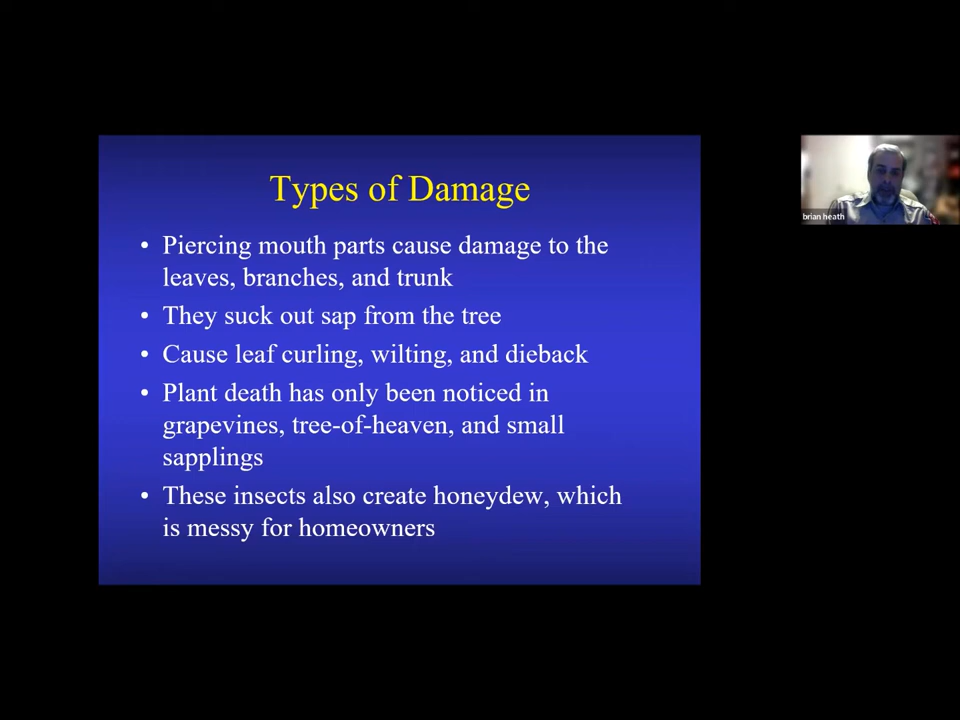 Types of Damage
• Piercing mouth parts cause damage to the
leaves, branches, and trunk
• They suck out sap from the tree
• Cause leaf curling, wilting, and dieback
• Plant death has only been noticed in
grapevines, tree-of-heaven, and small
sapplings
• These insects also create honeydew, which
is messy for homeowners
brian heath